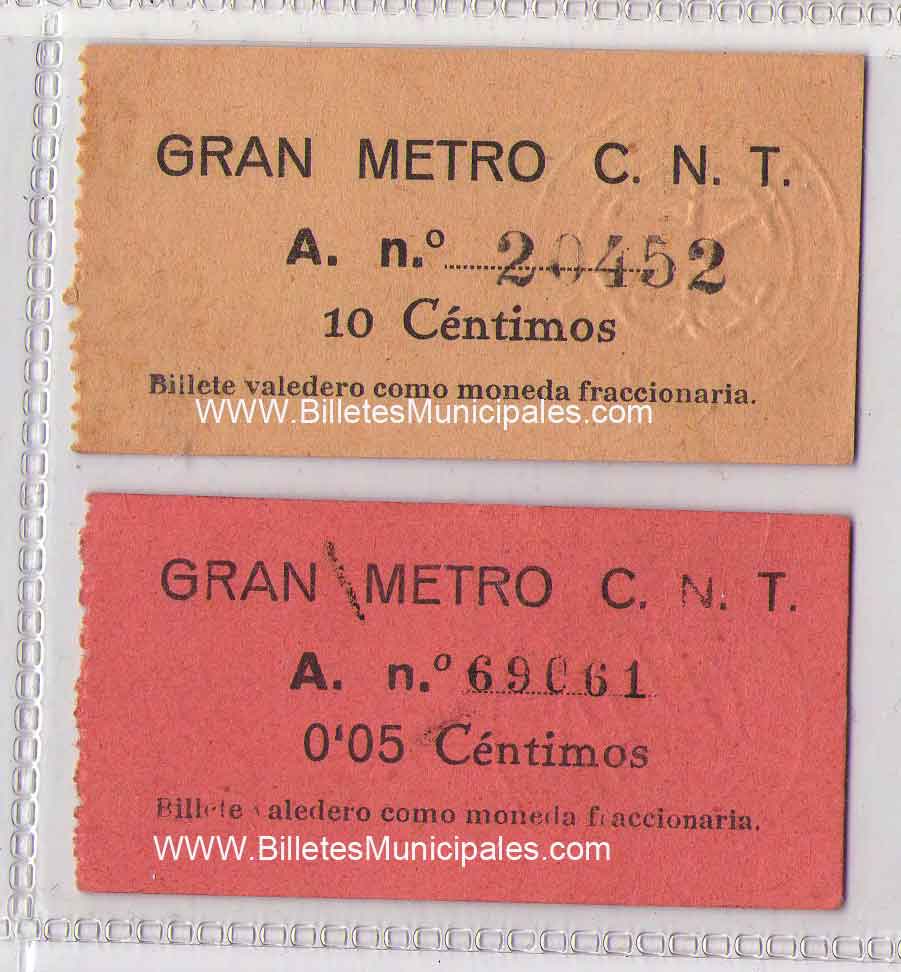 GRAN METRO C. N. T.
A. n.º 20452
10 Céntimos
Billete valedero como moneda fraccionaria.
WWW.BilletesMunicipales.com
GRAN METRO C. N. T.
A. n.º 69061
0'05 Céntimos
Billete valedero como moneda fraccionaria.
WWW.BilletesMunicipales.com